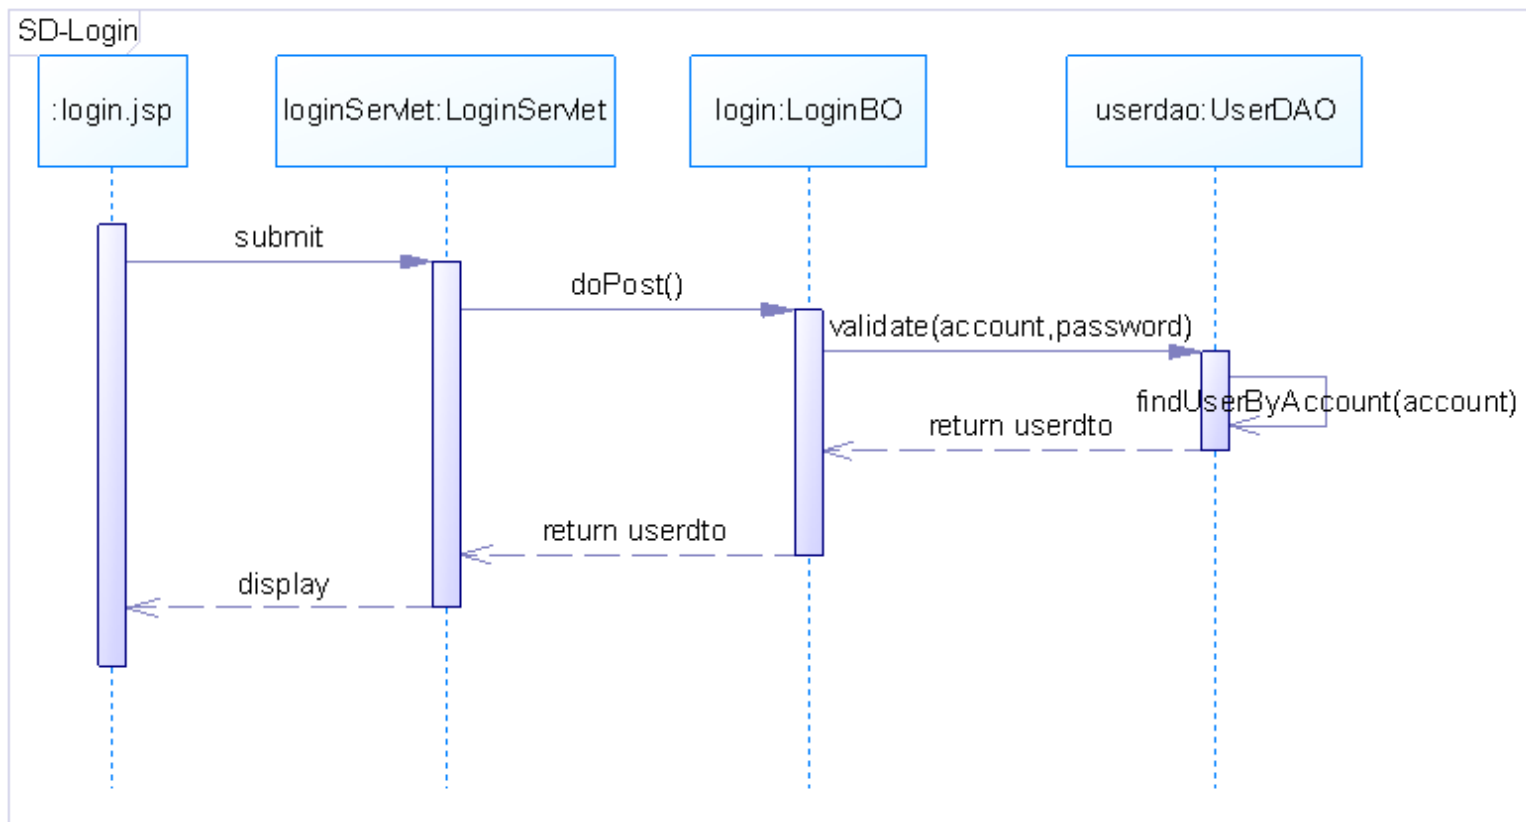 SD-Login
:login.jsp
loginServlet:LoginServlet
login:LoginBO
userdao:UserDAO
submit
doPost()
validate(account,password)
findUserByAccount(account)
return userdto
return userdto
display